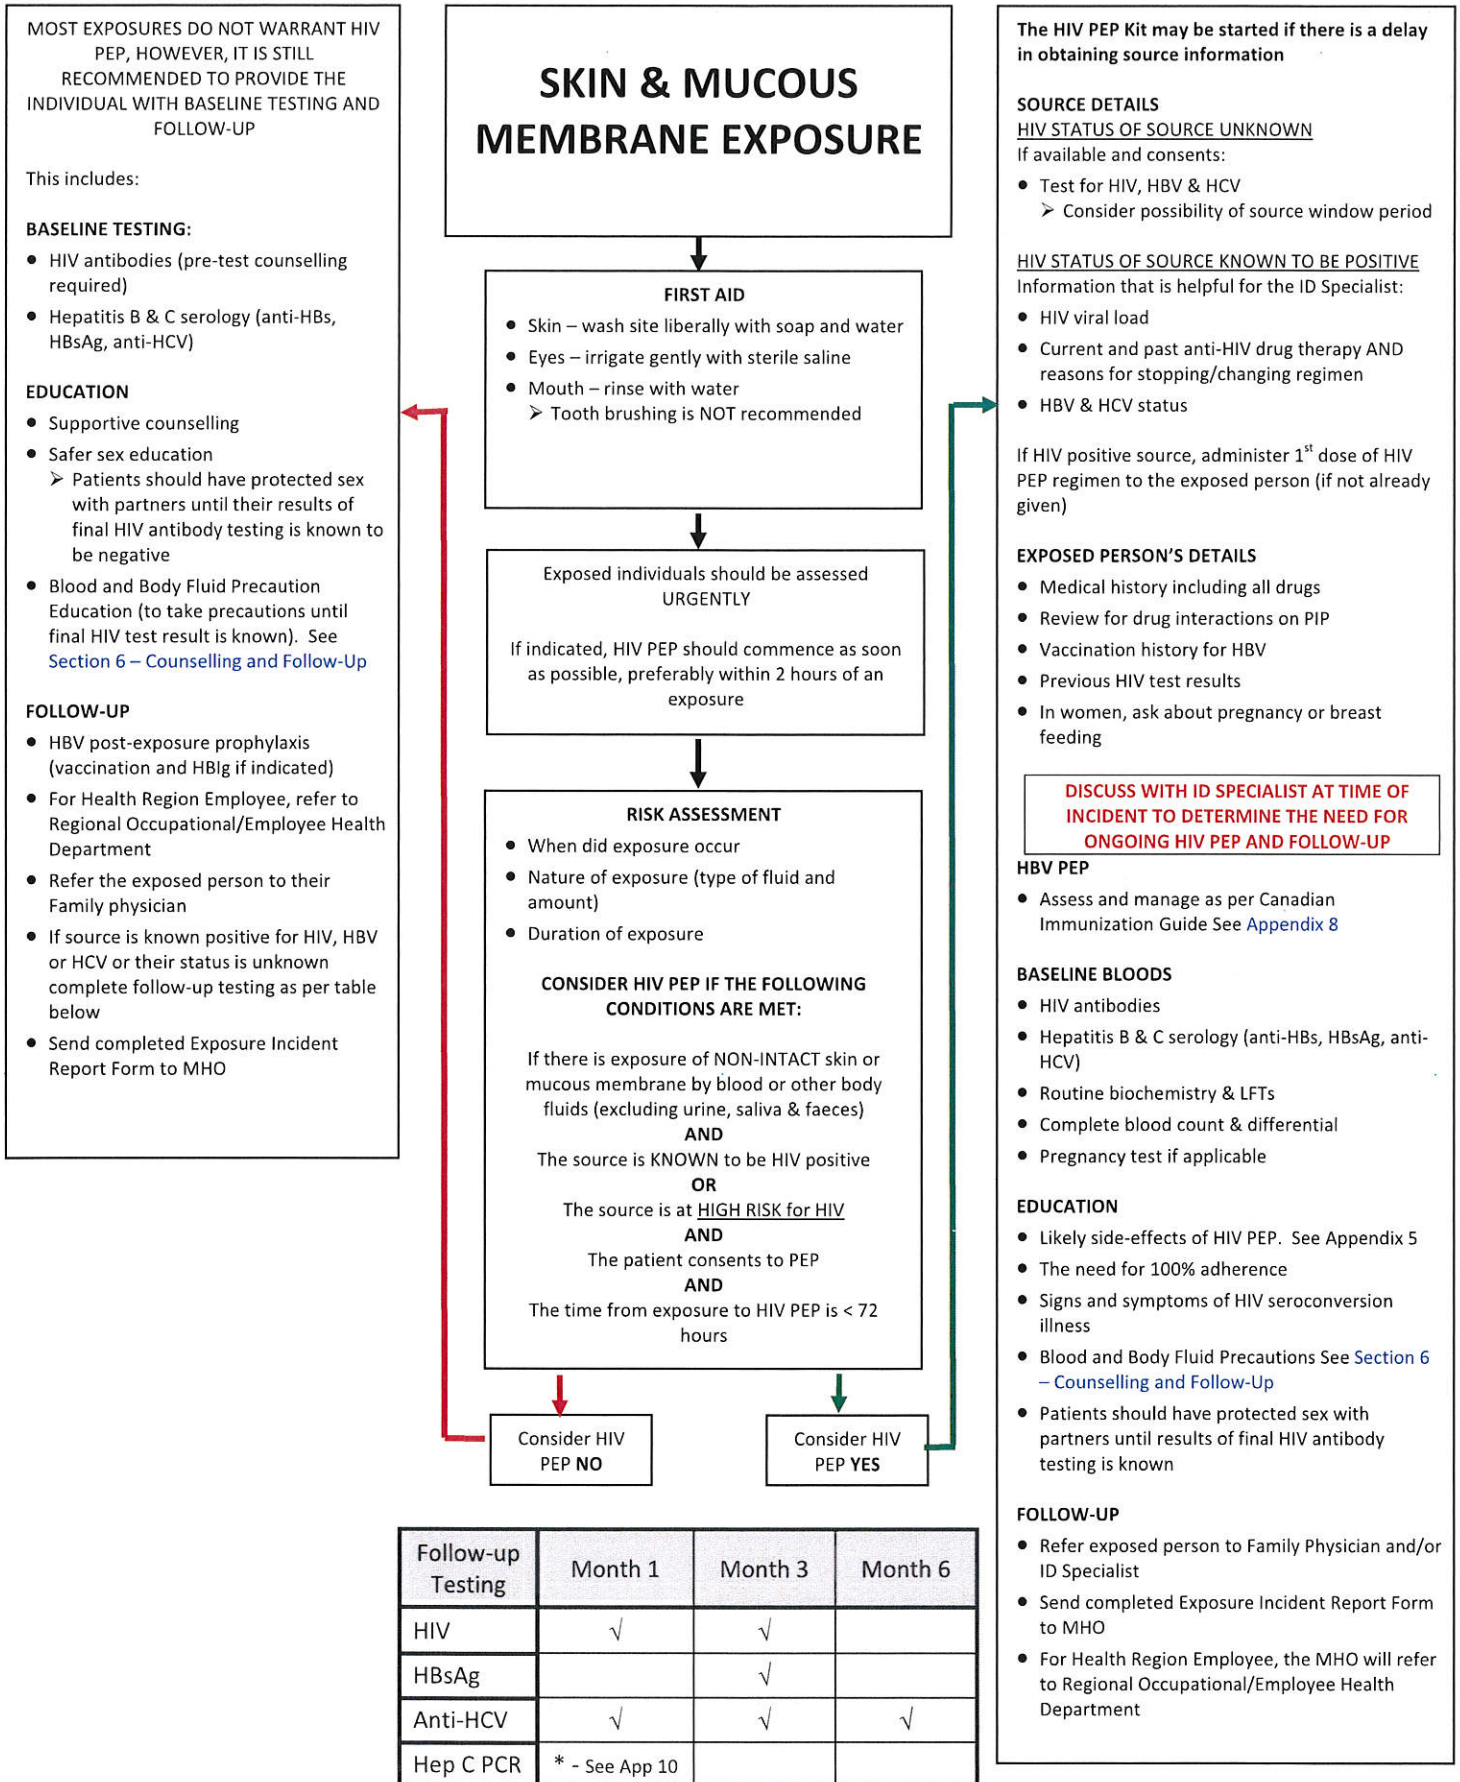 MOST EXPOSURES DO NOT WARRANT HIV
PEP, HOWEVER, IT IS STILL
RECOMMENDED TO PROVIDE THE
INDIVIDUAL WITH BASELINE TESTING AND
FOLLOW-UP
This includes:
BASELINE TESTING:
• HIV antibodies (pre-test counselling
required)
• Hepatitis B & C serology (anti-HBs,
HBsAg, anti-HCV)
EDUCATION
• Supportive counselling
• Safer sex education
➢ Patients should have protected sex
with partners until their results of
final HIV antibody testing is known to
be negative
• Blood and Body Fluid Precaution
Education (to take precautions until
final HIV test result is known). See
Section 6 – Counselling and Follow-Up
FOLLOW-UP
• HBV post-exposure prophylaxis
(vaccination and HBIg if indicated)
• For Health Region Employee, refer to
Regional Occupational/Employee Health
Department
• Refer the exposed person to their
Family physician
• If source is known positive for HIV, HBV
or HCV or their status is unknown
complete follow-up testing as per table
below
• Send completed Exposure Incident
Report Form to MHO
SKIN & MUCOUS
MEMBRANE EXPOSURE
FIRST AID
• Skin – wash site liberally with soap and water
• Eyes – irrigate gently with sterile saline
• Mouth – rinse with water
➢ Tooth brushing is NOT recommended
Exposed individuals should be assessed
URGENTLY
If indicated, HIV PEP should commence as soon
as possible, preferably within 2 hours of an
exposure
RISK ASSESSMENT
• When did exposure occur
• Nature of exposure (type of fluid and
amount)
• Duration of exposure
CONSIDER HIV PEP IF THE FOLLOWING
CONDITIONS ARE MET:
If there is exposure of NON-INTACT skin or
mucous membrane by blood or other body
fluids (excluding urine, saliva & faeces)
AND
The source is KNOWN to be HIV positive
OR
The source is at HIGH RISK for HIV
AND
The patient consents to PEP
AND
The time from exposure to HIV PEP is < 72
hours
Consider HIV
PEP NO
Consider HIV
PEP YES
The HIV PEP Kit may be started if there is a delay
in obtaining source information
SOURCE DETAILS
HIV STATUS OF SOURCE UNKNOWN
If available and consents:
• Test for HIV, HBV & HCV
➢ Consider possibility of source window period
HIV STATUS OF SOURCE KNOWN TO BE POSITIVE
Information that is helpful for the ID Specialist:
• HIV viral load
• Current and past anti-HIV drug therapy AND
reasons for stopping/changing regimen
• HBV & HCV status
If HIV positive source, administer 1st dose of HIV
PEP regimen to the exposed person (if not already
given)
EXPOSED PERSON'S DETAILS
• Medical history including all drugs
• Review for drug interactions on PIP
• Vaccination history for HBV
• Previous HIV test results
• In women, ask about pregnancy or breast
feeding
DISCUSS WITH ID SPECIALIST AT TIME OF
INCIDENT TO DETERMINE THE NEED FOR
ONGOING HIV PEP AND FOLLOW-UP
HBV PEP
• Assess and manage as per Canadian
Immunization Guide See Appendix 8
BASELINE BLOODS
• HIV antibodies
• Hepatitis B & C serology (anti-HBs, HBsAg, anti-
HCV)
• Routine biochemistry & LFTs
• Complete blood count & differential
• Pregnancy test if applicable
EDUCATION
• Likely side-effects of HIV PEP. See Appendix 5
• The need for 100% adherence
• Signs and symptoms of HIV seroconversion
illness
• Blood and Body Fluid Precautions See Section 6
– Counselling and Follow-Up
• Patients should have protected sex with
partners until results of final HIV antibody
testing is known
FOLLOW-UP
• Refer exposed person to Family Physician and/or
ID Specialist
• Send completed Exposure Incident Report Form
to MHO
• For Health Region Employee, the MHO will refer
to Regional Occupational/Employee Health
Department
Follow-up Testing Month 1 Month 3 Month 6
HIV √ √
HBsAg √
Anti-HCV √ √ √
Hep C PCR * - See App 10